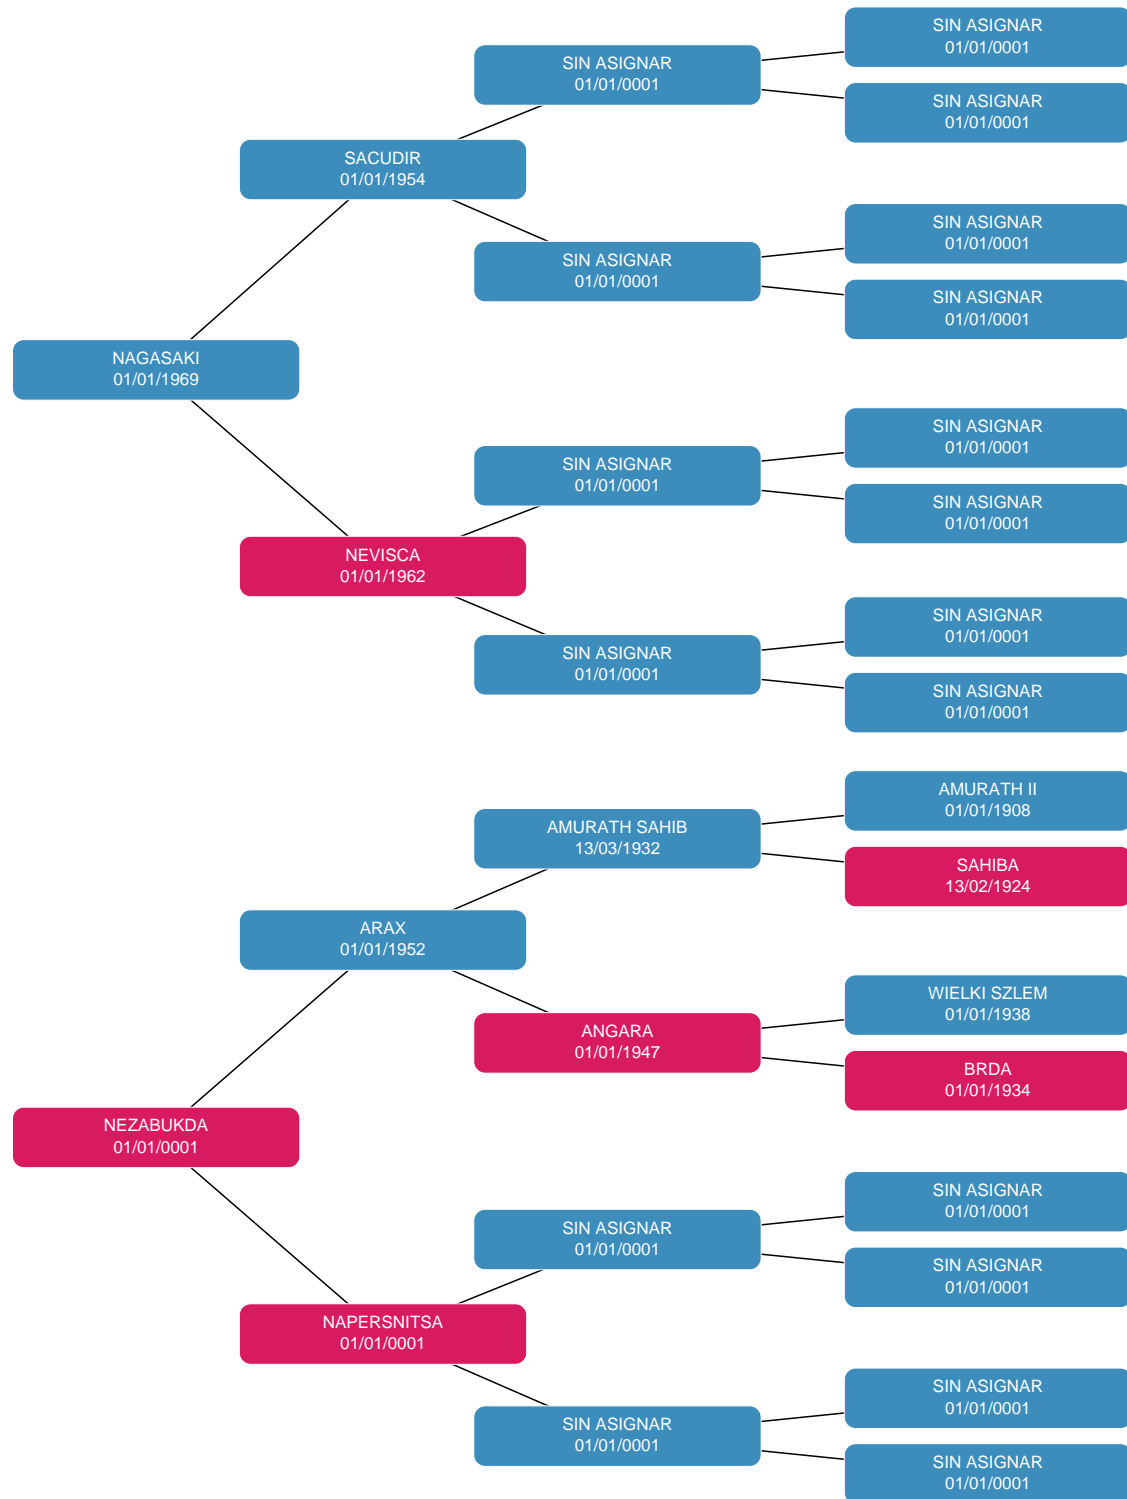 SIN ASIGNAR
01/01/0001
SIN ASIGNAR
01/01/0001
SIN ASIGNAR
01/01/0001
SACUDIR
01/01/1954
SIN ASIGNAR
01/01/0001
SIN ASIGNAR
01/01/0001
SIN ASIGNAR
01/01/0001
NAGASAKI
01/01/1969
SIN ASIGNAR
01/01/0001
SIN ASIGNAR
01/01/0001
SIN ASIGNAR
01/01/0001
NEVISCA
01/01/1962
SIN ASIGNAR
01/01/0001
SIN ASIGNAR
01/01/0001
SIN ASIGNAR
01/01/0001
AMURATH II
01/01/1908
AMURATH SAHIB
13/03/1932
SAHIBA
13/02/1924
ARAX
01/01/1952
WIELKI SZLEM
01/01/1938
ANGARA
01/01/1947
BRDA
01/01/1934
NEZABUKDA
01/01/0001
SIN ASIGNAR
01/01/0001
SIN ASIGNAR
01/01/0001
SIN ASIGNAR
01/01/0001
NAPERSNITSA
01/01/0001
SIN ASIGNAR
01/01/0001
SIN ASIGNAR
01/01/0001
SIN ASIGNAR
01/01/0001